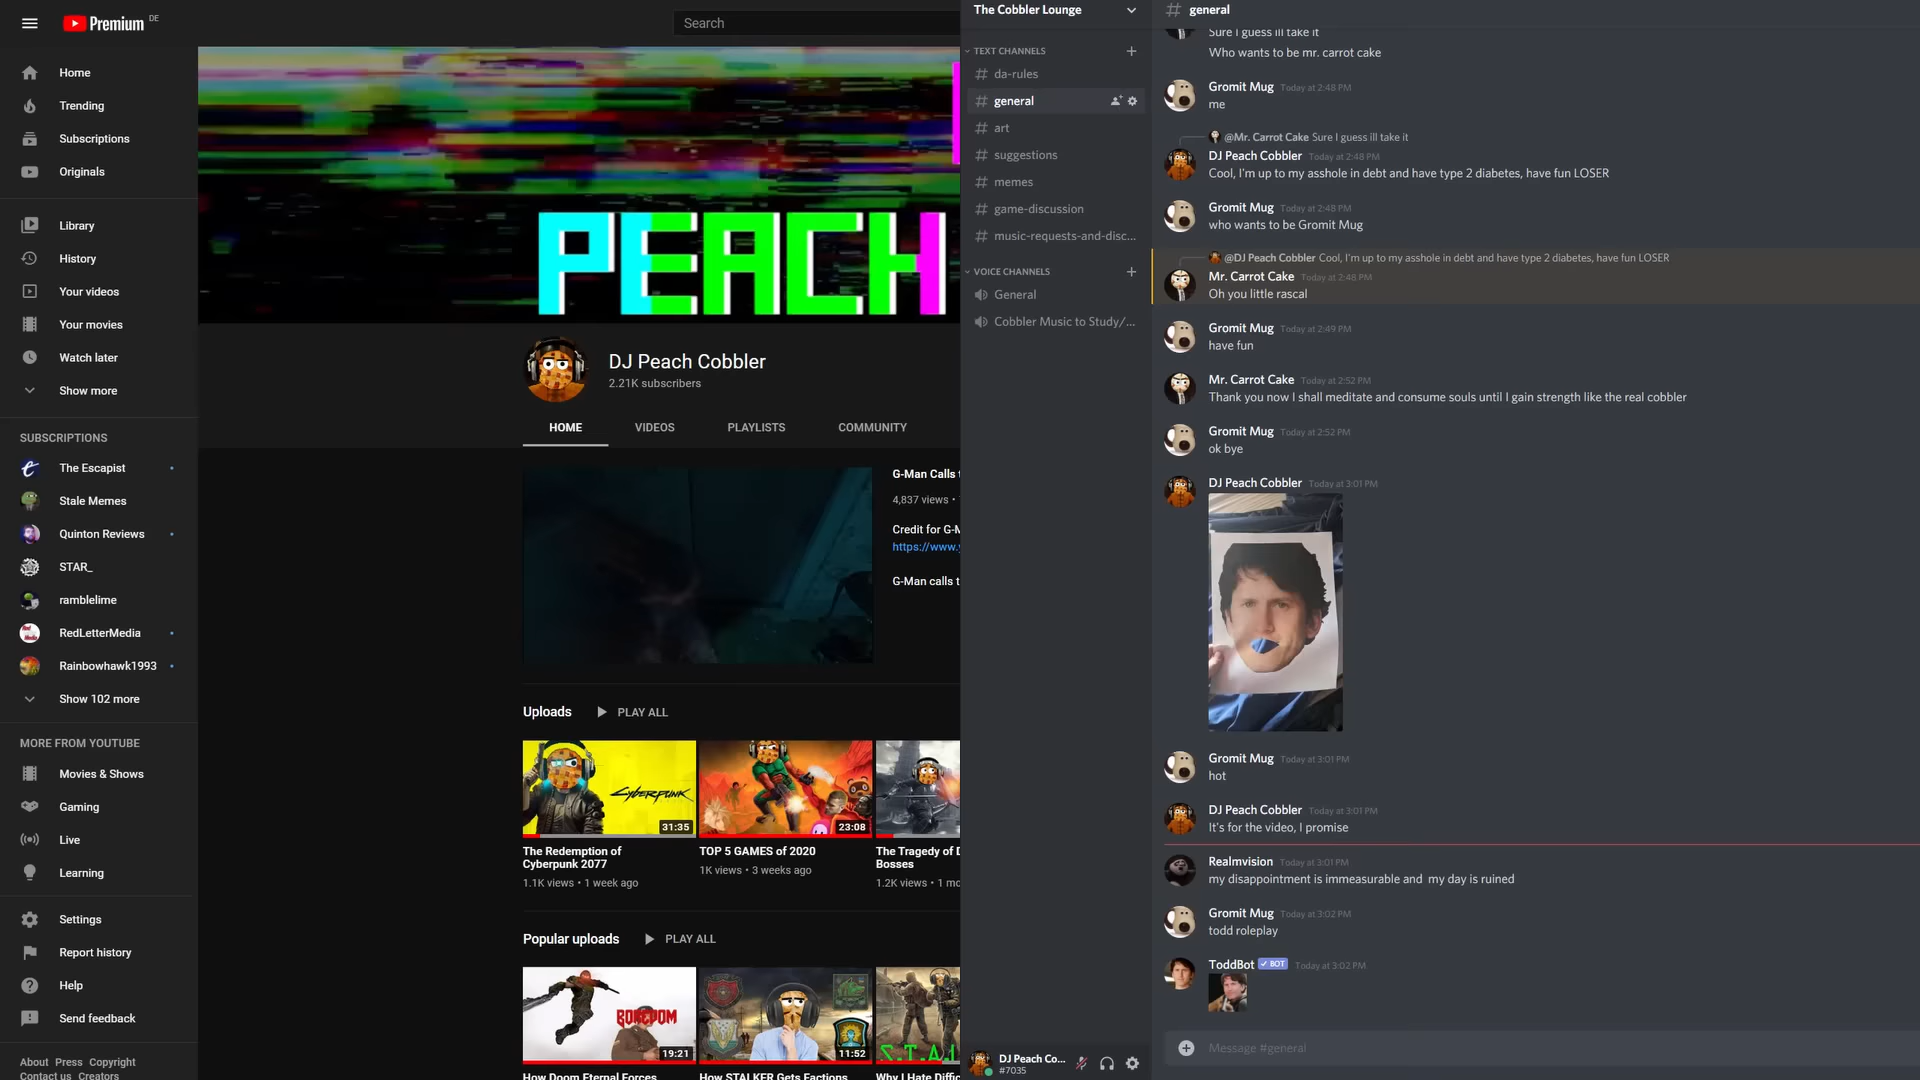 Premium DE
Search
Home
Trending
Subscriptions
Originals
Library
History
Your videos
Your movies
Watch later
Show more
SUBSCRIPTIONS
The Escapist
Stale Memes
Quinton Reviews
STAR_
ramblelime
RedLetterMedia
Rainbowhawk1993
Show 102 more
MORE FROM YOUTUBE
Movies & Shows
Gaming
Live
Learning
Settings
Report history
Help
Send feedback
About Press Copyright
Contact us Creators
PEACH
DJ Peach Cobbler
2.21K subscribers
HOME VIDEOS PLAYLISTS COMMUNITY
G-Man Calls
4,837 views •
Credit for G-M
https://www.
G-Man calls t
Uploads PLAY ALL
CYBERPUNK
31:35
23:08
The Redemption of
Cyberpunk 2077
1.1K views • 1 week ago
TOP 5 GAMES of 2020
1K views • 3 weeks ago
The Tragedy of D
Bosses
1.2K views • 1 mo
Popular uploads PLAY ALL
BOREDOM
19:21
11:52
S.T.A.L
How Doom Eternal Forces
How STALKER Gets Factions
Why I Hate Diffic
The Cobbler Lounge
TEXT CHANNELS
da-rules
general
art
suggestions
memes
game-discussion
music-requests-and-disc...
VOICE CHANNELS
General
Cobbler Music to Study/...
DJ Peach Co...
#7035
# general
Sure I guess ill take it
Who wants to be mr. carrot cake
Gromit Mug Today at 2:48 PM
me
@Mr. Carrot Cake Sure I guess ill take it
DJ Peach Cobbler Today at 2:48 PM
Cool, I'm up to my asshole in debt and have type 2 diabetes, have fun LOSER
Gromit Mug Today at 2:48 PM
who wants to be Gromit Mug
@DJ Peach Cobbler Cool, I'm up to my asshole in debt and have type 2 diabetes, have fun LOSER
Mr. Carrot Cake Today at 2:48 PM
Oh you little rascal
Gromit Mug Today at 2:49 PM
have fun
Mr. Carrot Cake Today at 2:52 PM
Thank you now I shall meditate and consume souls until I gain strength like the real cobbler
Gromit Mug Today at 2:52 PM
ok bye
DJ Peach Cobbler Today at 3:01 PM
Gromit Mug Today at 3:01 PM
hot
DJ Peach Cobbler Today at 3:01 PM
It's for the video, I promise
Realmvision Today at 3:01 PM
my disappointment is immeasurable and my day is ruined
Gromit Mug Today at 3:02 PM
todd roleplay
ToddBot BOT Today at 3:02 PM
Message #general